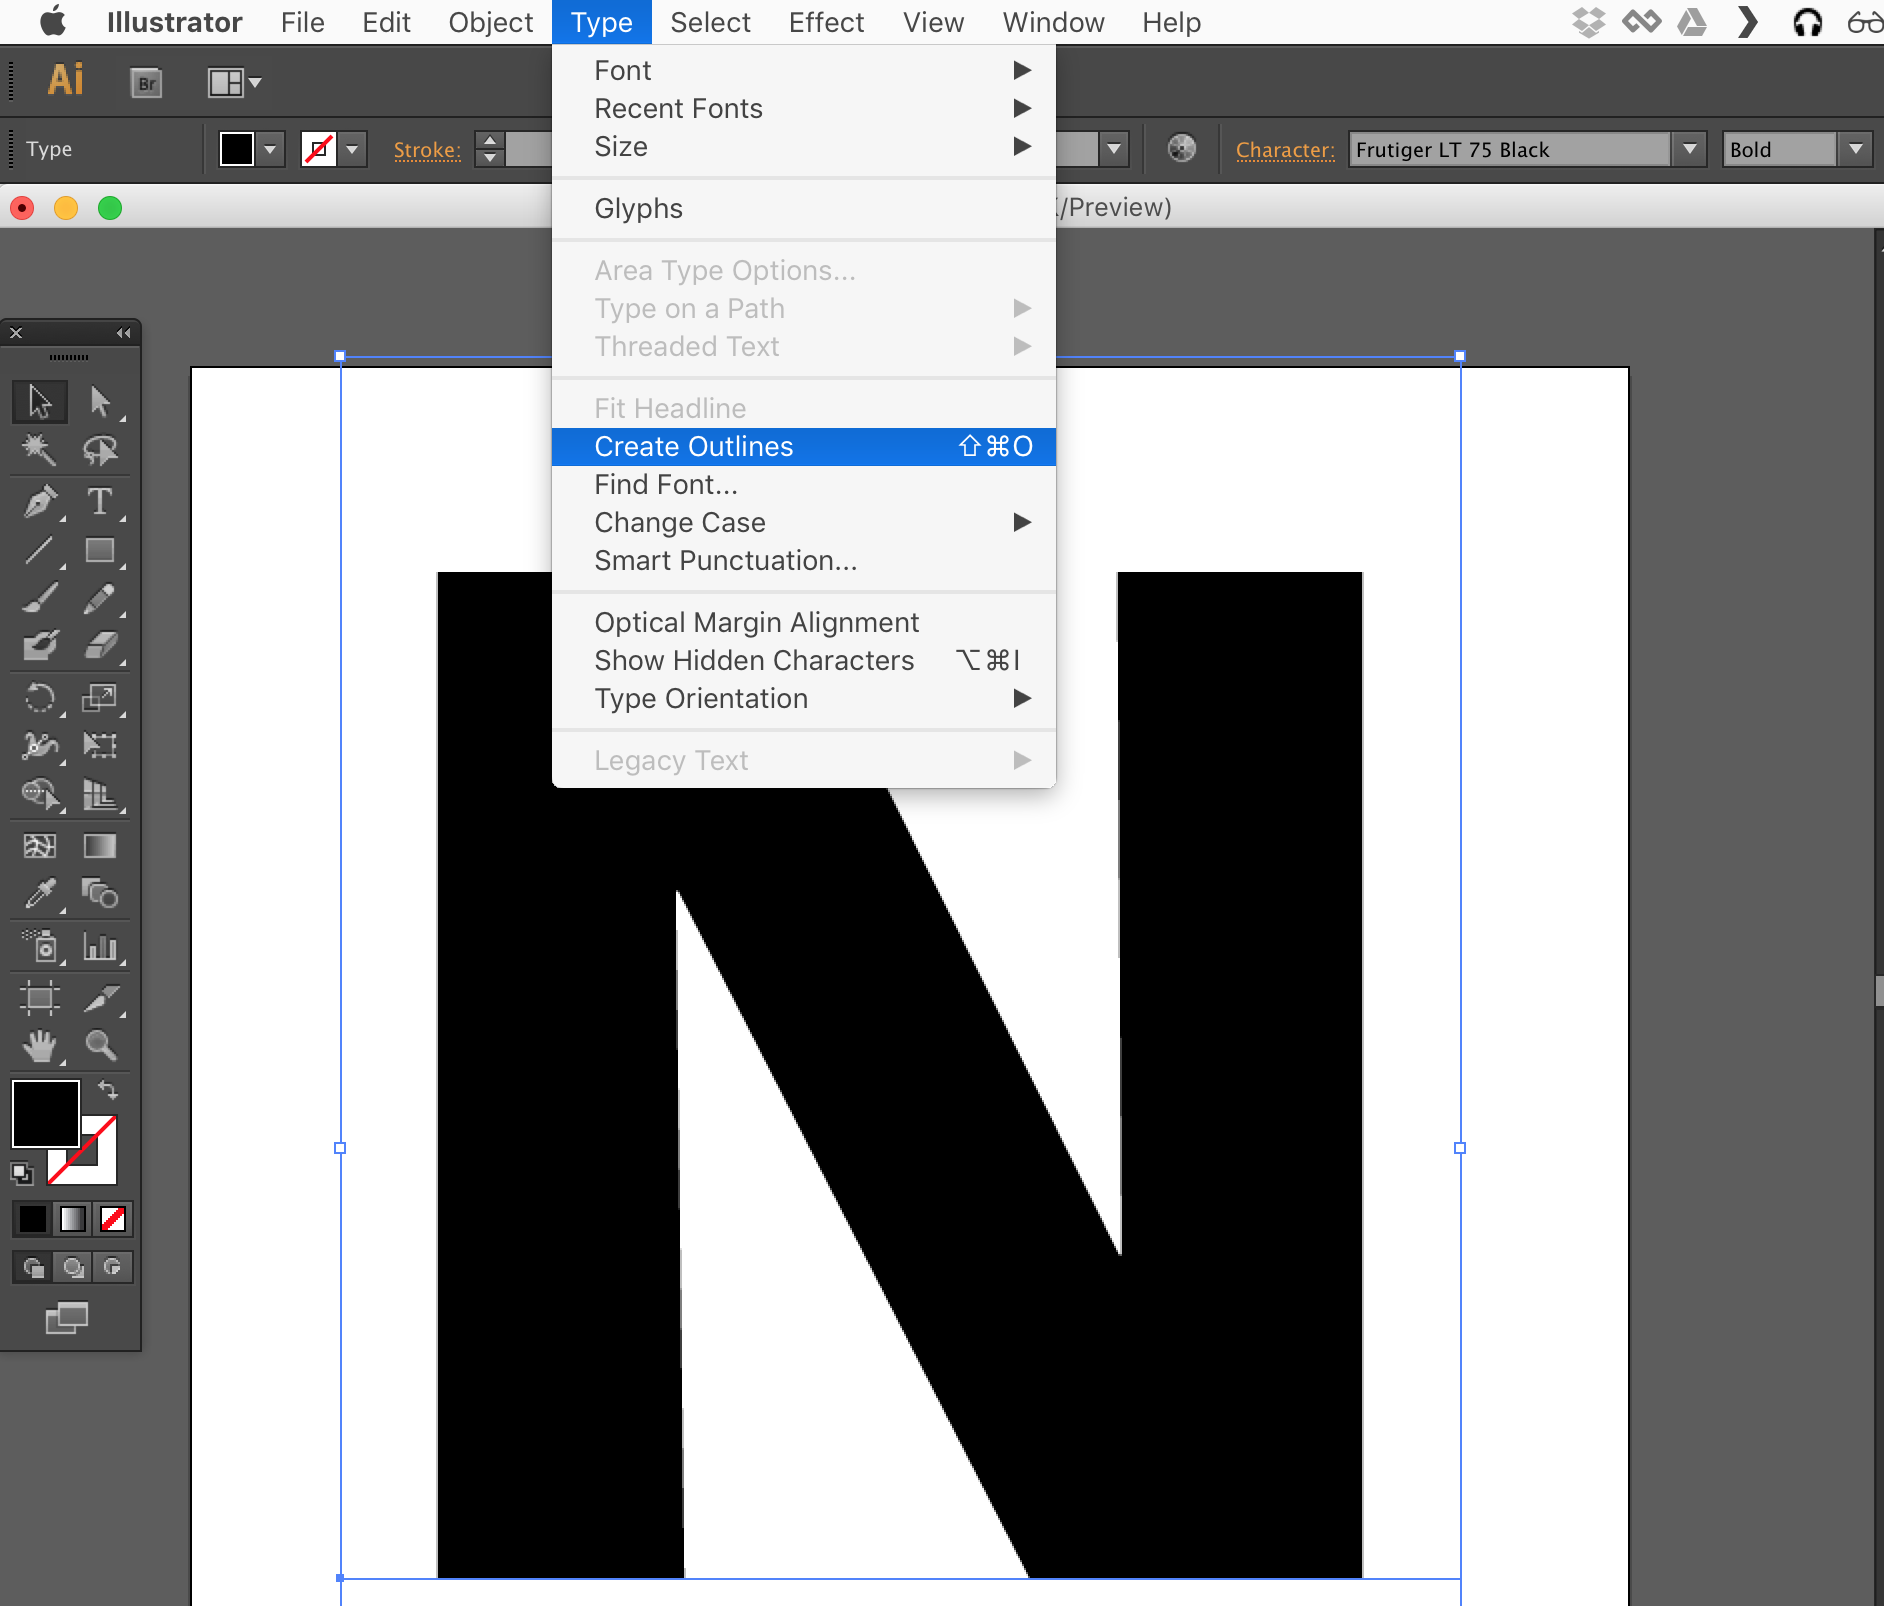 Illustrator File Edit Object Type Select Effect View Window Help
Ai Br
Type Stroke: Character: Frutiger LT 75 Black Bold
/Preview)
Font
Recent Fonts
Size
Glyphs
Area Type Options...
Type on a Path
Threaded Text
Fit Headline
Create Outlines ⇧⌘O
Find Font...
Change Case
Smart Punctuation...
Optical Margin Alignment
Show Hidden Characters ⌥⌘I
Type Orientation
Legacy Text
T
N